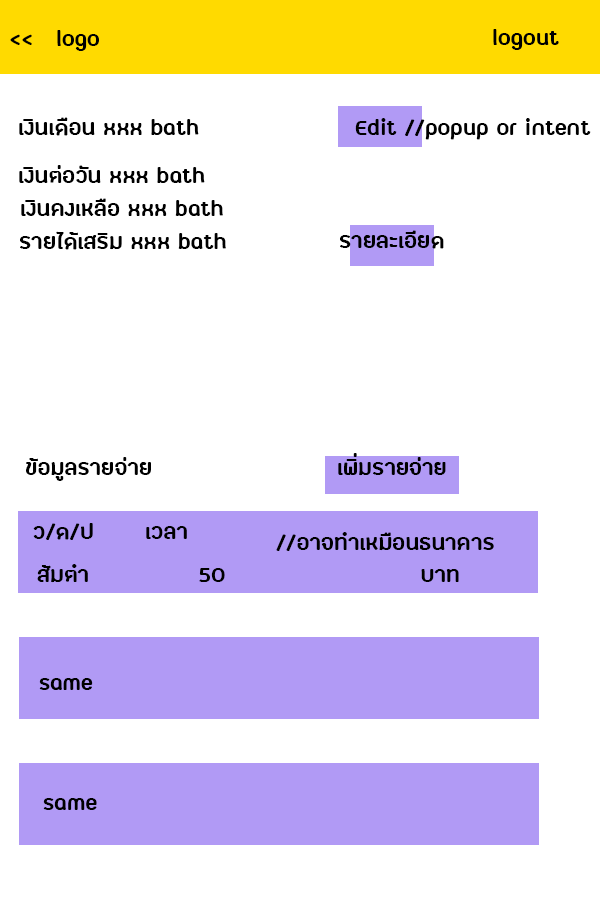 << logo logout
เงินเดือน xxx bath Edit //popup or intent
เงินต่อวัน xxx bath
เงินคงเหลือ xxx bath
รายได้เสริม xxx bath รายละเอียด
ข้อมูลรายจ่าย เพิ่มรายจ่าย
ว/ด/ป เวลา //อาจทำเหมือนธนาคาร
ส้มตำ 50 บาท
same
same